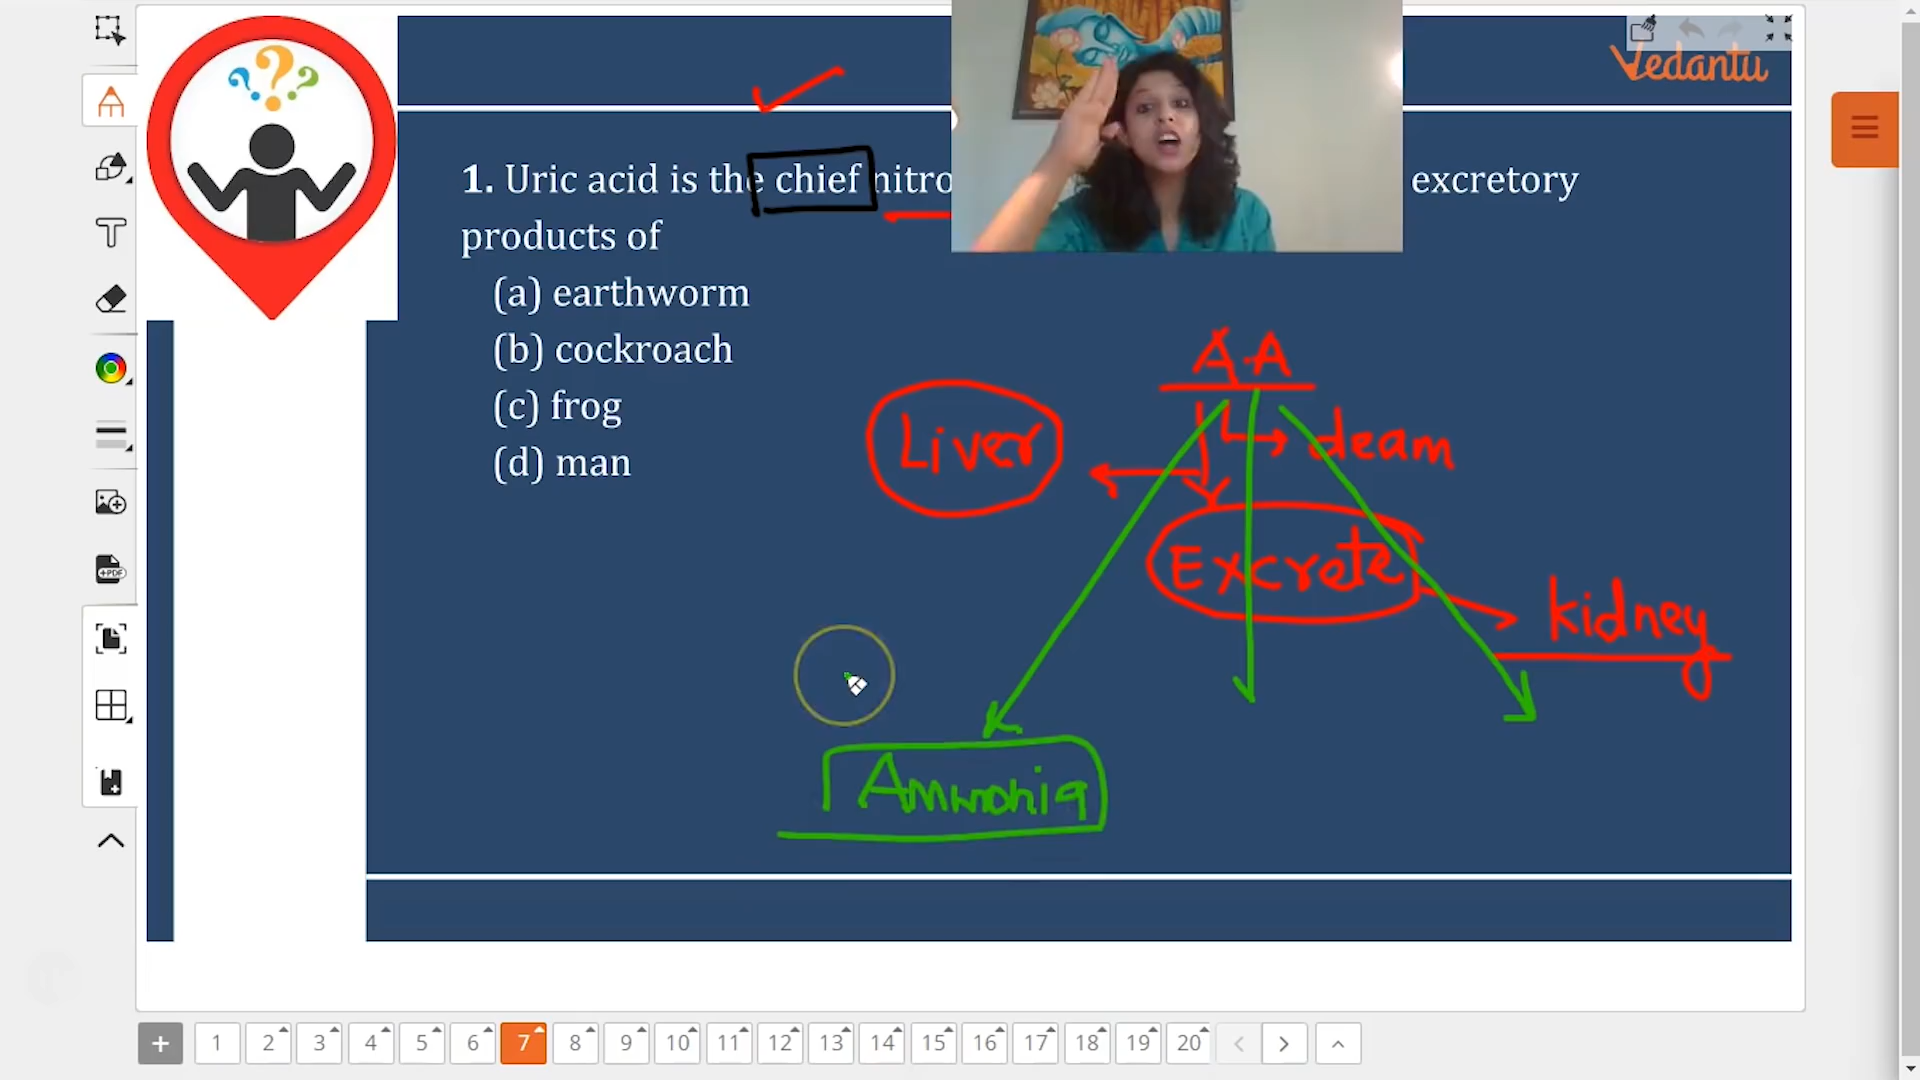 Vedantu
1. Uric acid is the chief nitro excretory
products of
(a) earthworm
(b) cockroach
(c) frog
(d) man
A.A
Liver
deam
Excrete
kidney
Ammonia
+PDF
1 2 3 4 5 6 7 8 9 10 11 12 13 14 15 16 17 18 19 20